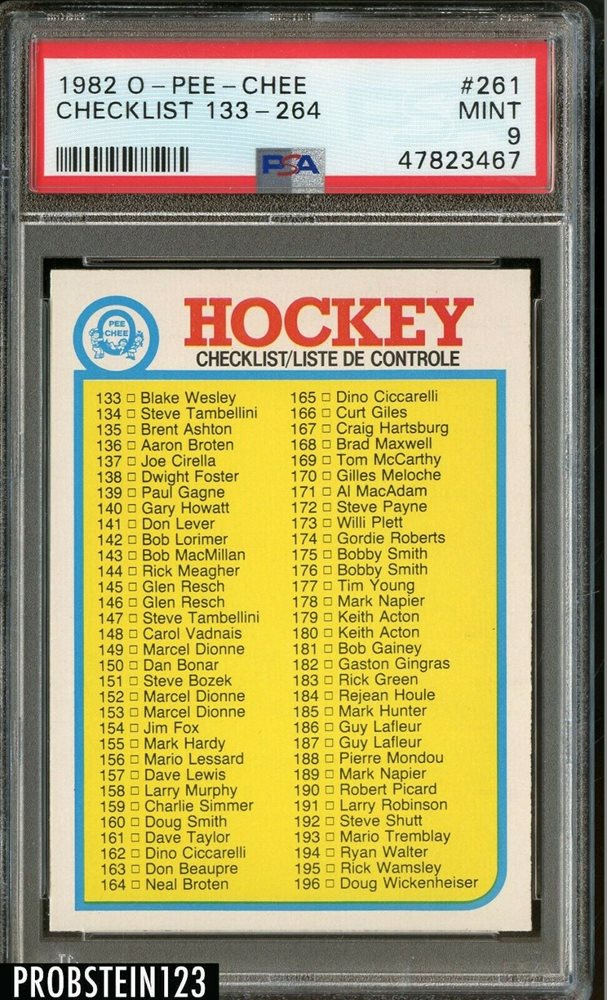 1982 O - PEE - CHEE #261
CHECKLIST 133 - 264 MINT
9
PSA 47823467
PEE
CHEE
HOCKEY
CHECKLIST/LISTE DE CONTROLE
133 □ Blake Wesley
134 □ Steve Tambellini
135 □ Brent Ashton
136 □ Aaron Broten
137 □ Joe Cirella
138 □ Dwight Foster
139 □ Paul Gagne
140 □ Gary Howatt
141 □ Don Lever
142 □ Bob Lorimer
143 □ Bob MacMillan
144 □ Rick Meagher
145 □ Glen Resch
146 □ Glen Resch
147 □ Steve Tambellini
148 □ Carol Vadnais
149 □ Marcel Dionne
150 □ Dan Bonar
151 □ Steve Bozek
152 □ Marcel Dionne
153 □ Marcel Dionne
154 □ Jim Fox
155 □ Mark Hardy
156 □ Mario Lessard
157 □ Dave Lewis
158 □ Larry Murphy
159 □ Charlie Simmer
160 □ Doug Smith
161 □ Dave Taylor
162 □ Dino Ciccarelli
163 □ Don Beaupre
164 □ Neal Broten
165 □ Dino Ciccarelli
166 □ Curt Giles
167 □ Craig Hartsburg
168 □ Brad Maxwell
169 □ Tom McCarthy
170 □ Gilles Meloche
171 □ Al MacAdam
172 □ Steve Payne
173 □ Willi Plett
174 □ Gordie Roberts
175 □ Bobby Smith
176 □ Bobby Smith
177 □ Tim Young
178 □ Mark Napier
179 □ Keith Acton
180 □ Keith Acton
181 □ Bob Gainey
182 □ Gaston Gingras
183 □ Rick Green
184 □ Rejean Houle
185 □ Mark Hunter
186 □ Guy Lafleur
187 □ Guy Lafleur
188 □ Pierre Mondou
189 □ Mark Napier
190 □ Robert Picard
191 □ Larry Robinson
192 □ Steve Shutt
193 □ Mario Tremblay
194 □ Ryan Walter
195 □ Rick Wamsley
196 □ Doug Wickenheiser
PROBSTEIN123